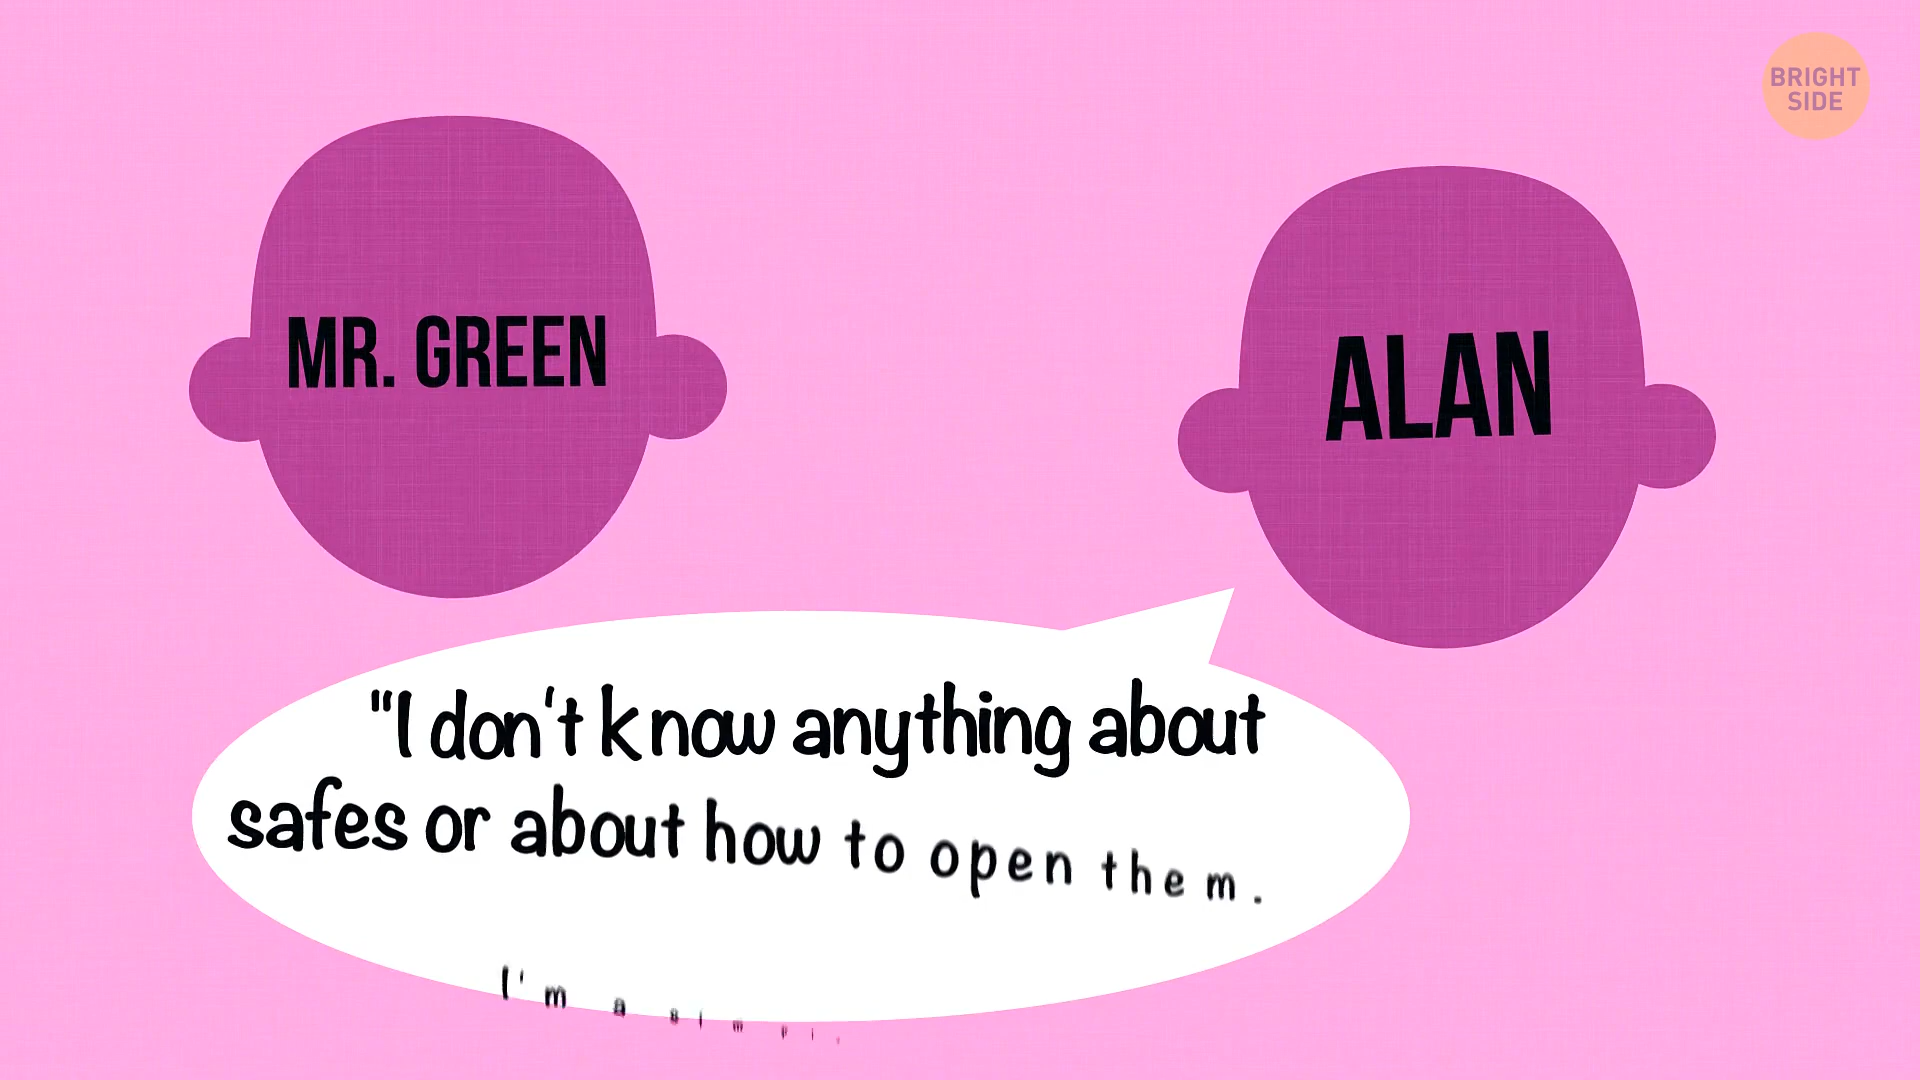 BRIGHT
SIDE
MR. GREEN
ALAN
"I don't know anything about
safes or about how to open them.
I'm a